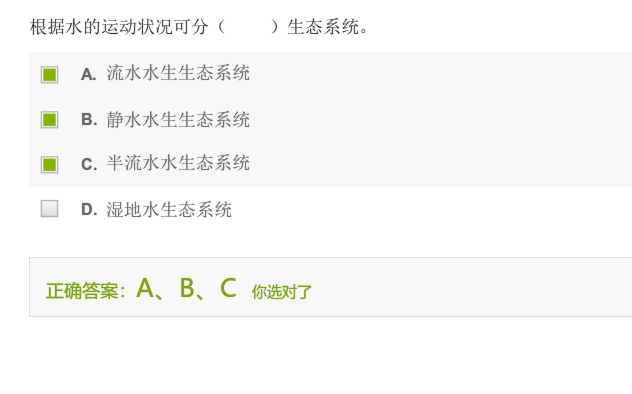 根据水的运动状况可分（　　）生态系统。
A. 流水水生生态系统
B. 静水水生生态系统
C. 半流水水生态系统
D. 湿地水生态系统
正确答案：A、B、C 你选对了